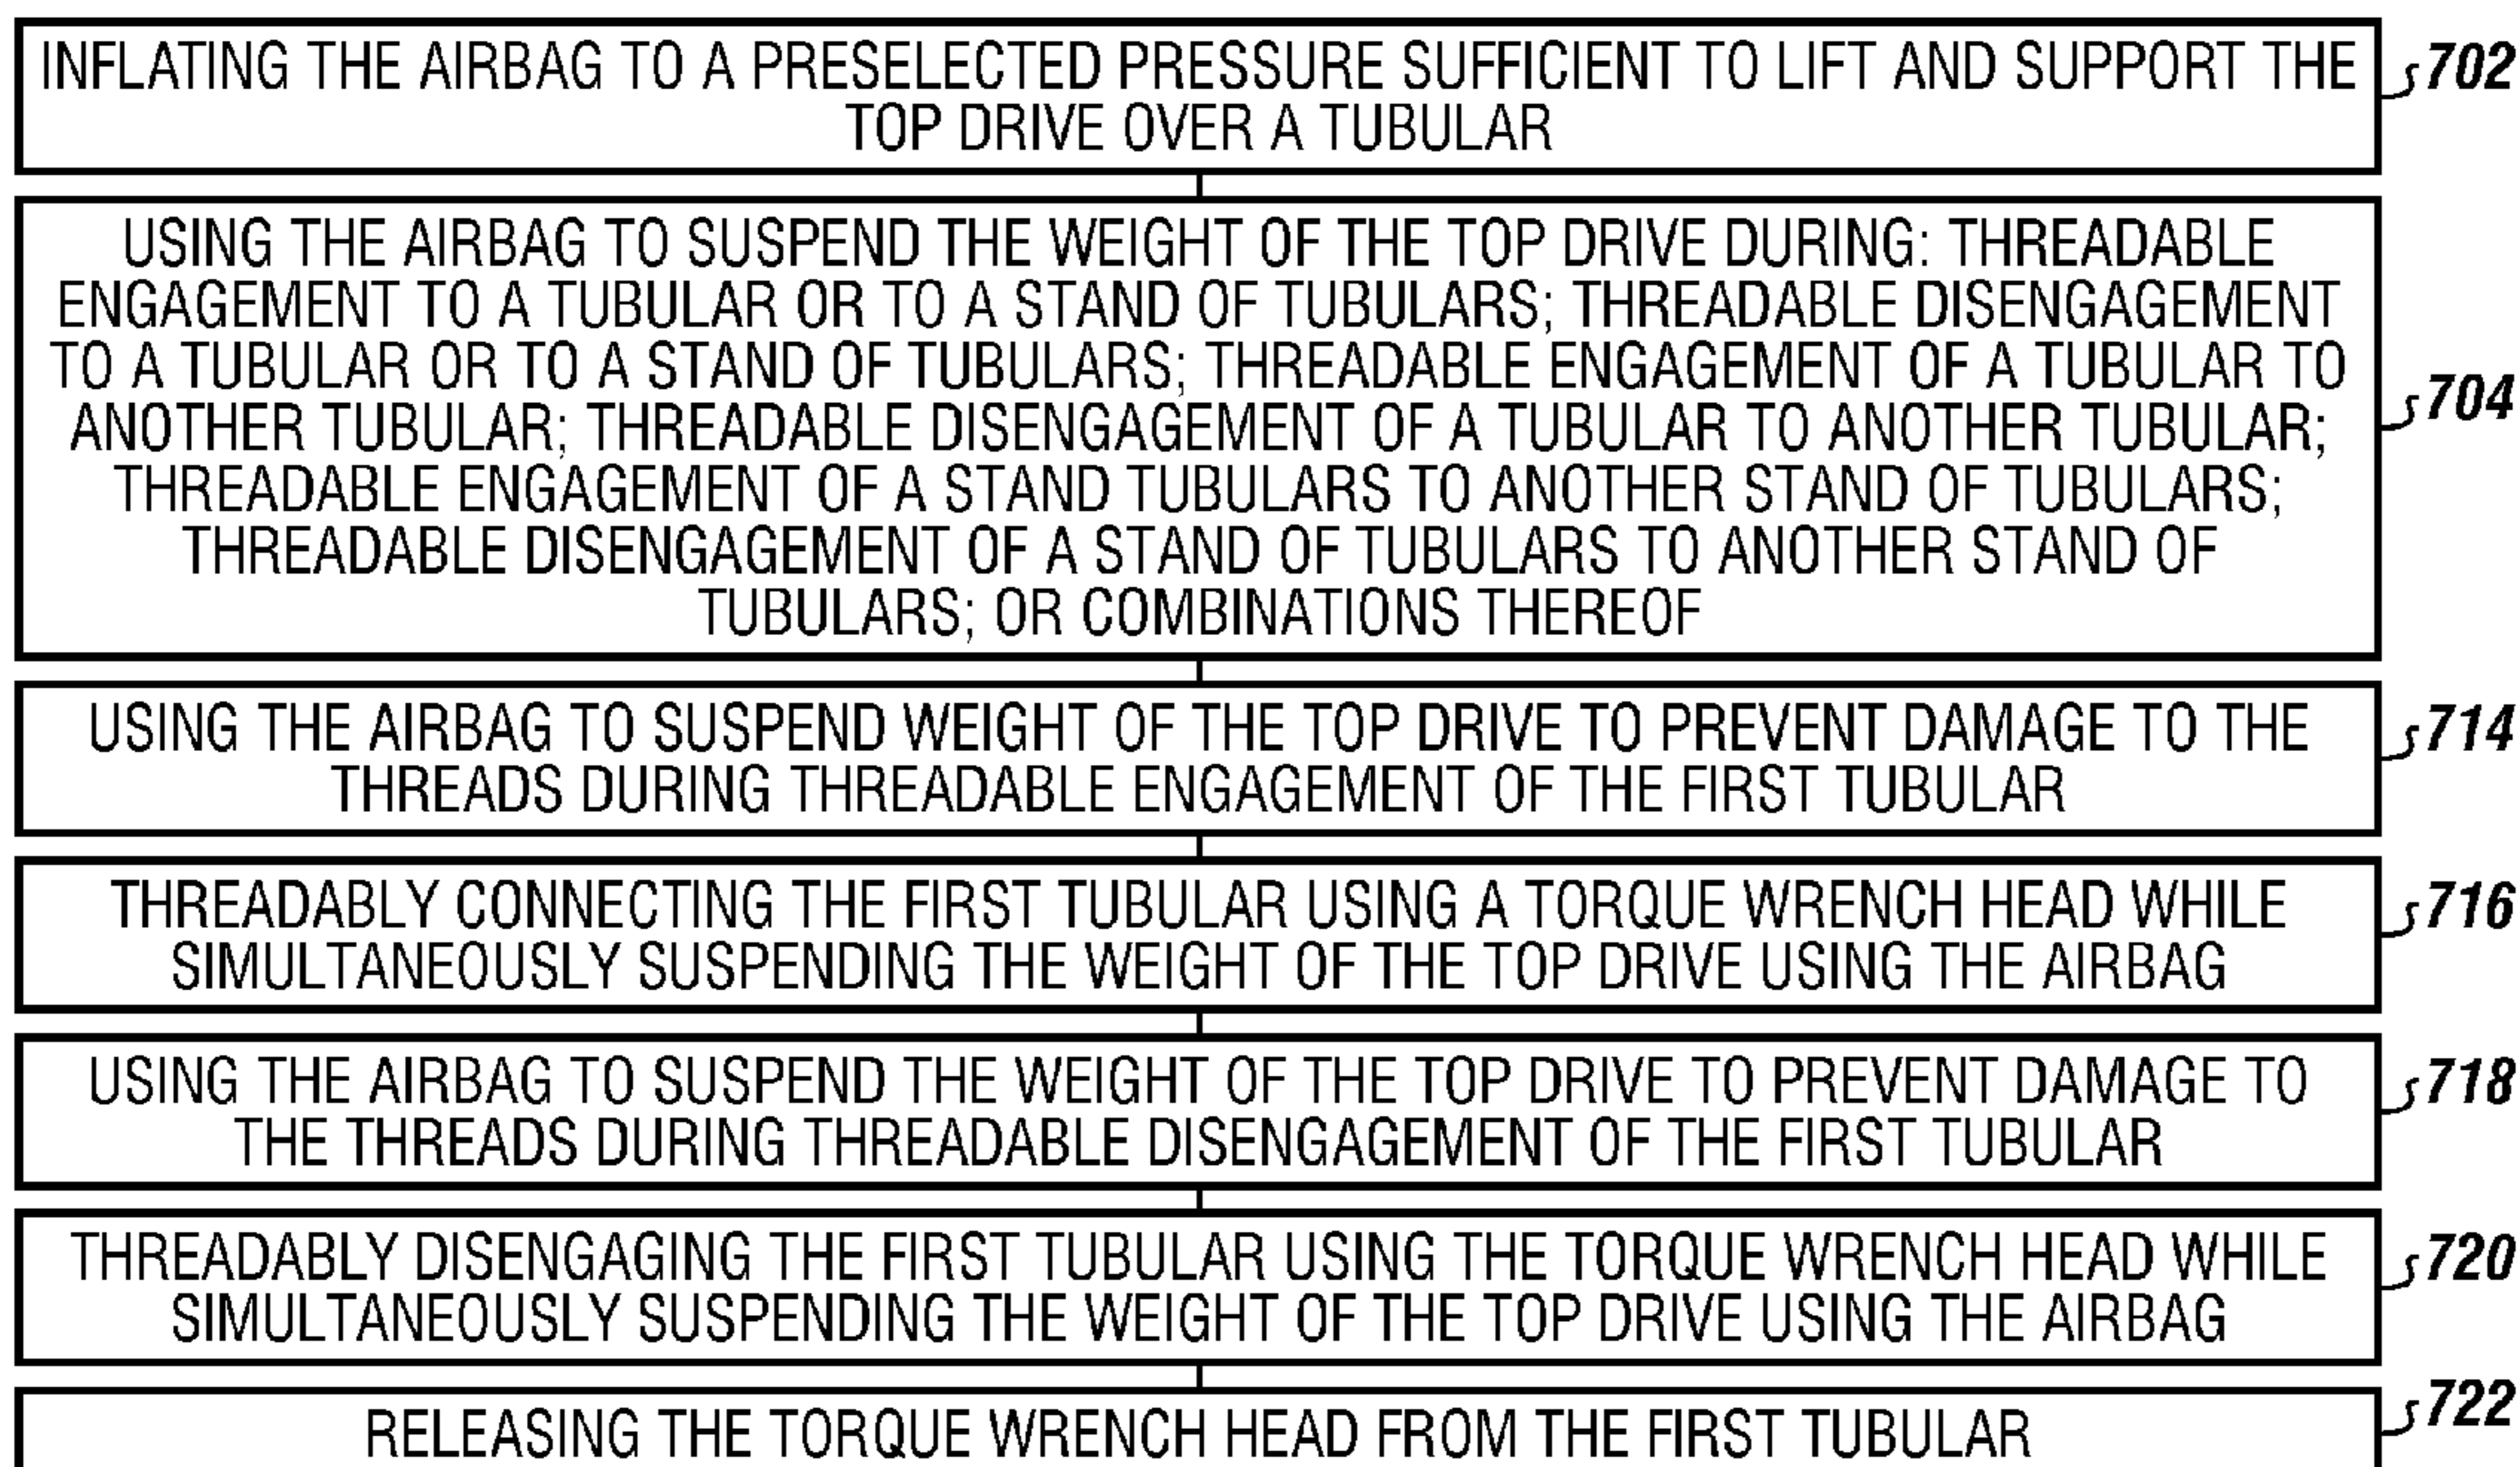 INFLATING THE AIRBAG TO A PRESELECTED PRESSURE SUFFICIENT TO LIFT AND SUPPORT THE
TOP DRIVE OVER A TUBULAR
702
USING THE AIRBAG TO SUSPEND THE WEIGHT OF THE TOP DRIVE DURING: THREADABLE
ENGAGEMENT TO A TUBULAR OR TO A STAND OF TUBULARS; THREADABLE DISENGAGEMENT
TO A TUBULAR OR TO A STAND OF TUBULARS; THREADABLE ENGAGEMENT OF A TUBULAR TO
ANOTHER TUBULAR; THREADABLE DISENGAGEMENT OF A TUBULAR TO ANOTHER TUBULAR;
THREADABLE ENGAGEMENT OF A STAND TUBULARS TO ANOTHER STAND OF TUBULARS;
THREADABLE DISENGAGEMENT OF A STAND OF TUBULARS TO ANOTHER STAND OF
TUBULARS; OR COMBINATIONS THEREOF
704
USING THE AIRBAG TO SUSPEND WEIGHT OF THE TOP DRIVE TO PREVENT DAMAGE TO THE
THREADS DURING THREADABLE ENGAGEMENT OF THE FIRST TUBULAR
714
THREADABLY CONNECTING THE FIRST TUBULAR USING A TORQUE WRENCH HEAD WHILE
SIMULTANEOUSLY SUSPENDING THE WEIGHT OF THE TOP DRIVE USING THE AIRBAG
716
USING THE AIRBAG TO SUSPEND THE WEIGHT OF THE TOP DRIVE TO PREVENT DAMAGE TO
THE THREADS DURING THREADABLE DISENGAGEMENT OF THE FIRST TUBULAR
718
THREADABLY DISENGAGING THE FIRST TUBULAR USING THE TORQUE WRENCH HEAD WHILE
SIMULTANEOUSLY SUSPENDING THE WEIGHT OF THE TOP DRIVE USING THE AIRBAG
720
RELEASING THE TORQUE WRENCH HEAD FROM THE FIRST TUBULAR
722